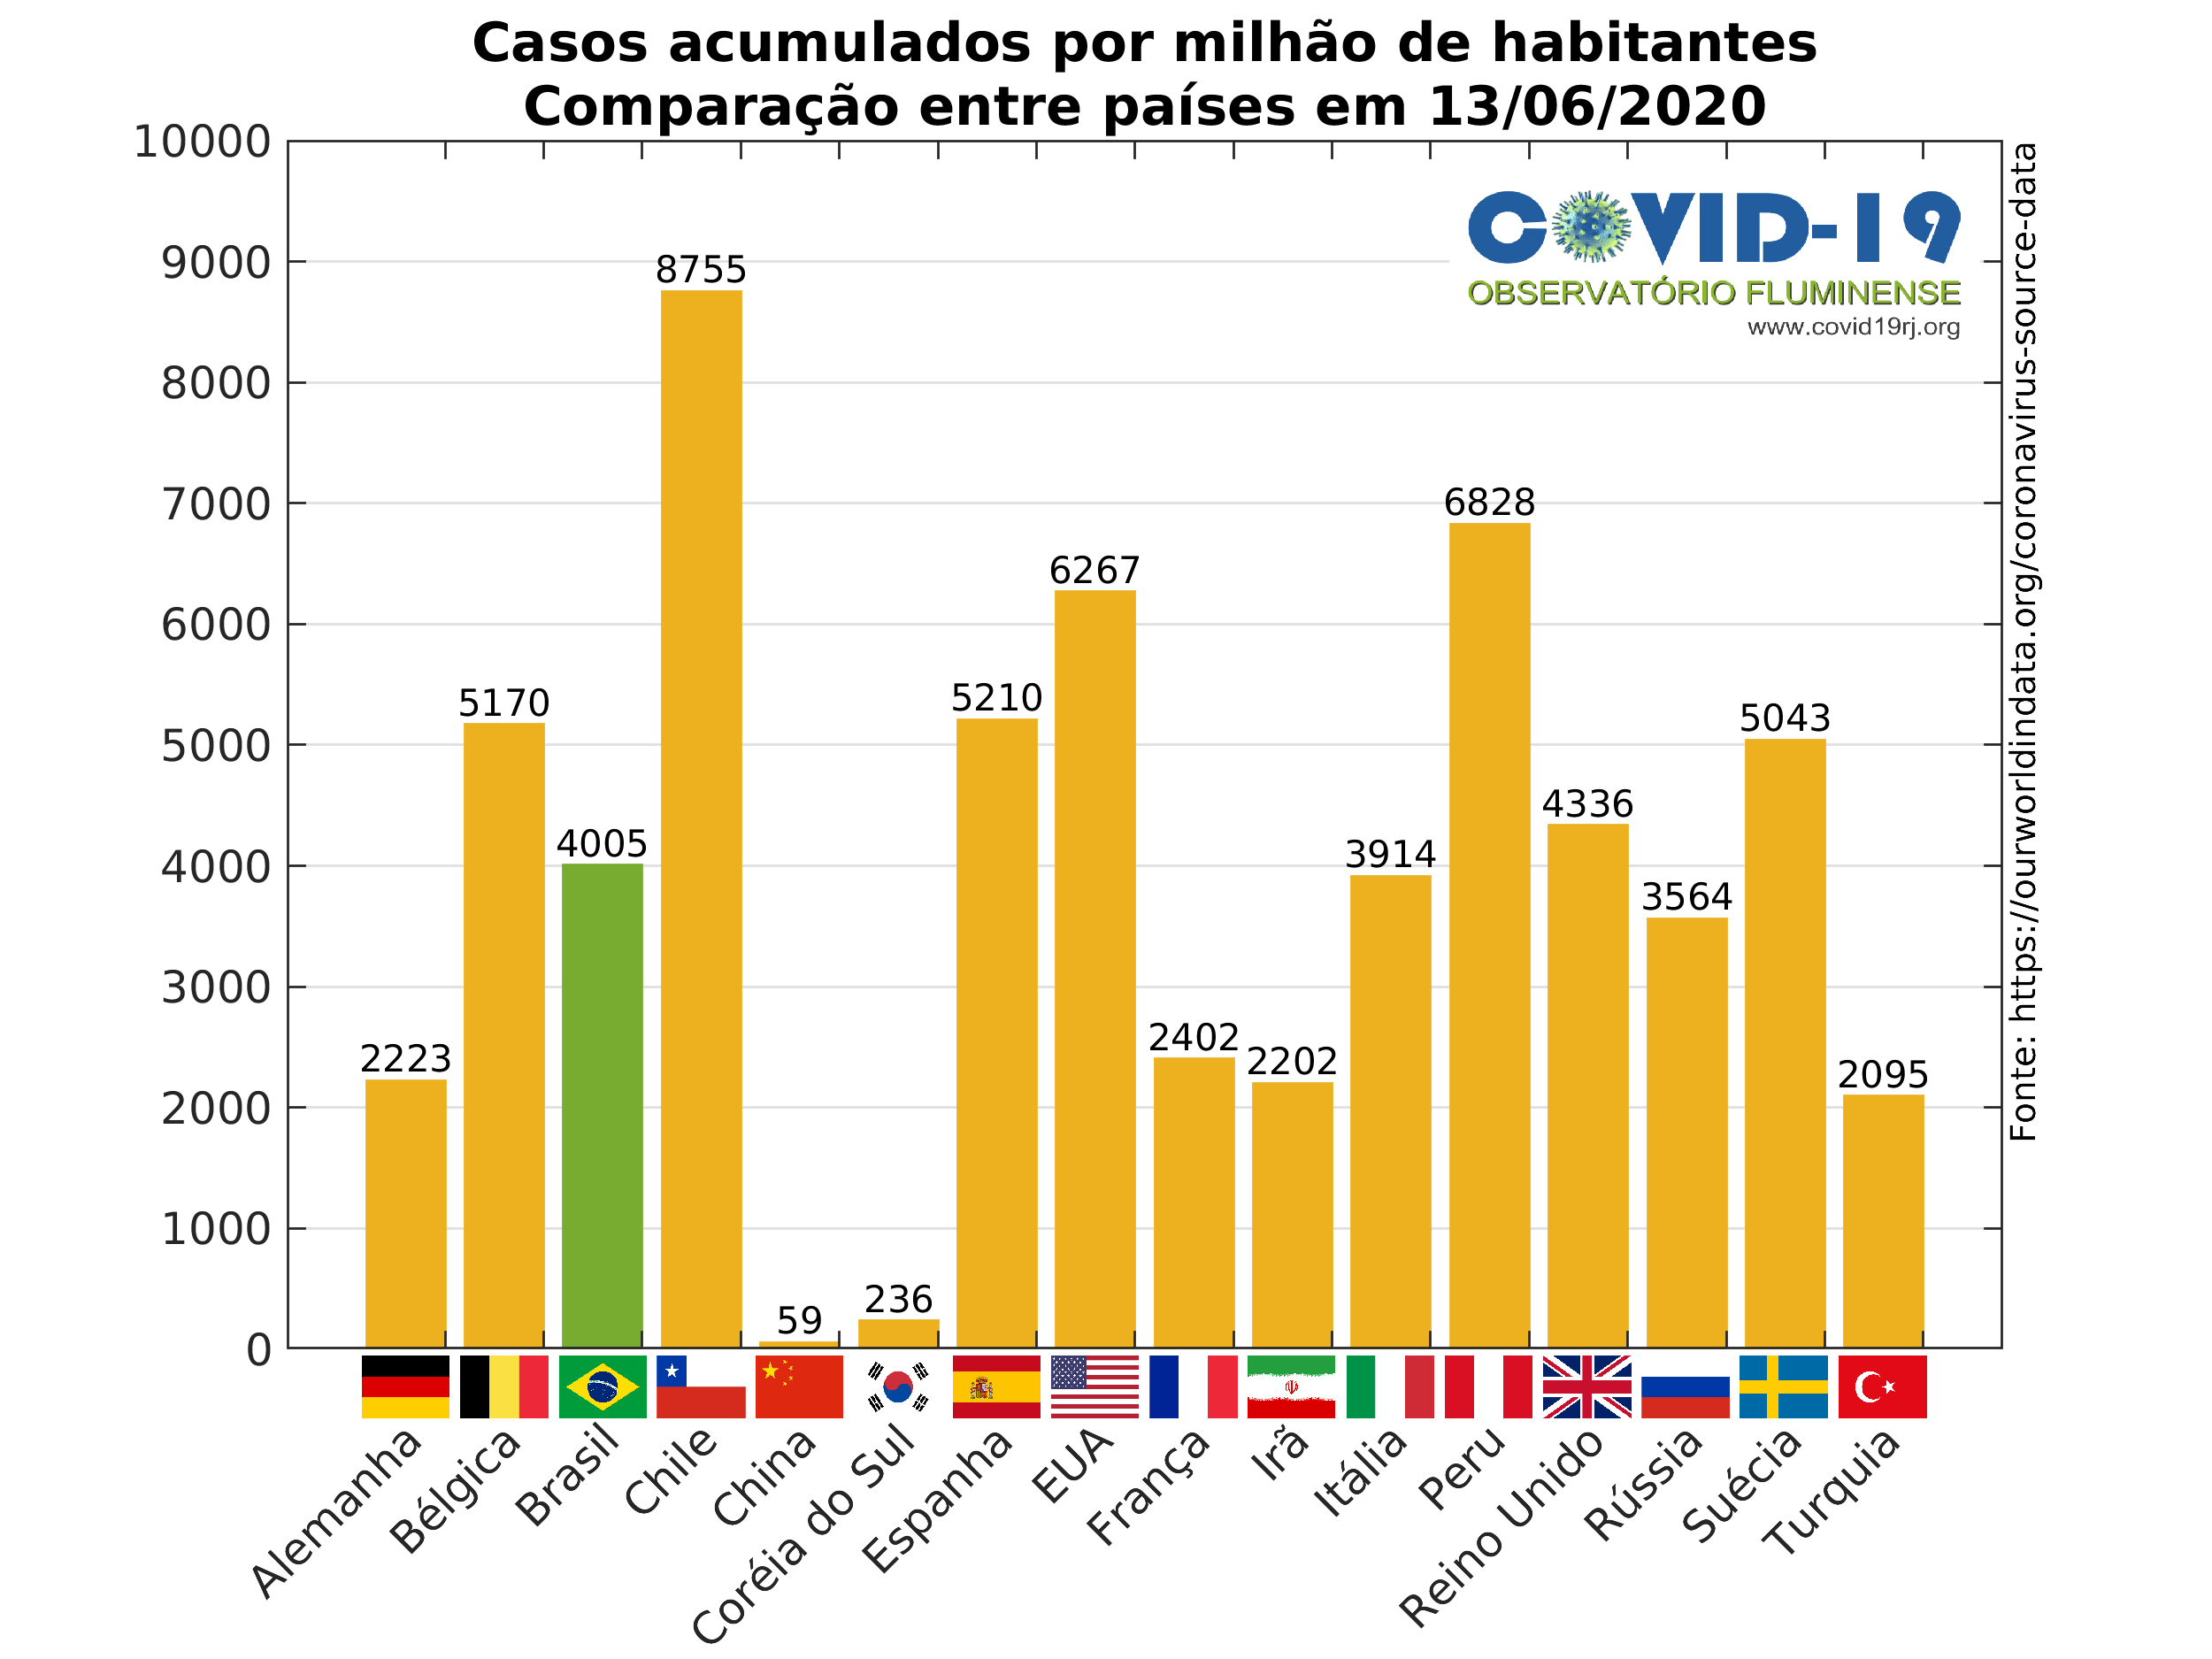 Casos acumulados por milhão de habitantes
Comparação entre países em 13/06/2020
10000
9000
8000
7000
6000
5000
4000
3000
2000
1000
0
COVID-19
OBSERVATÓRIO FLUMINENSE
www.covid19rj.org
Fonte: https://ourworldindata.org/coronavirus-source-data
2223
5170
4005
8755
59
236
5210
6267
2402
2202
3914
6828
4336
3564
5043
2095
Alemanha
Bélgica
Brasil
Chile
China
Coréia do Sul
Espanha
EUA
França
Irã
Itália
Peru
Reino Unido
Rússia
Suécia
Turquia